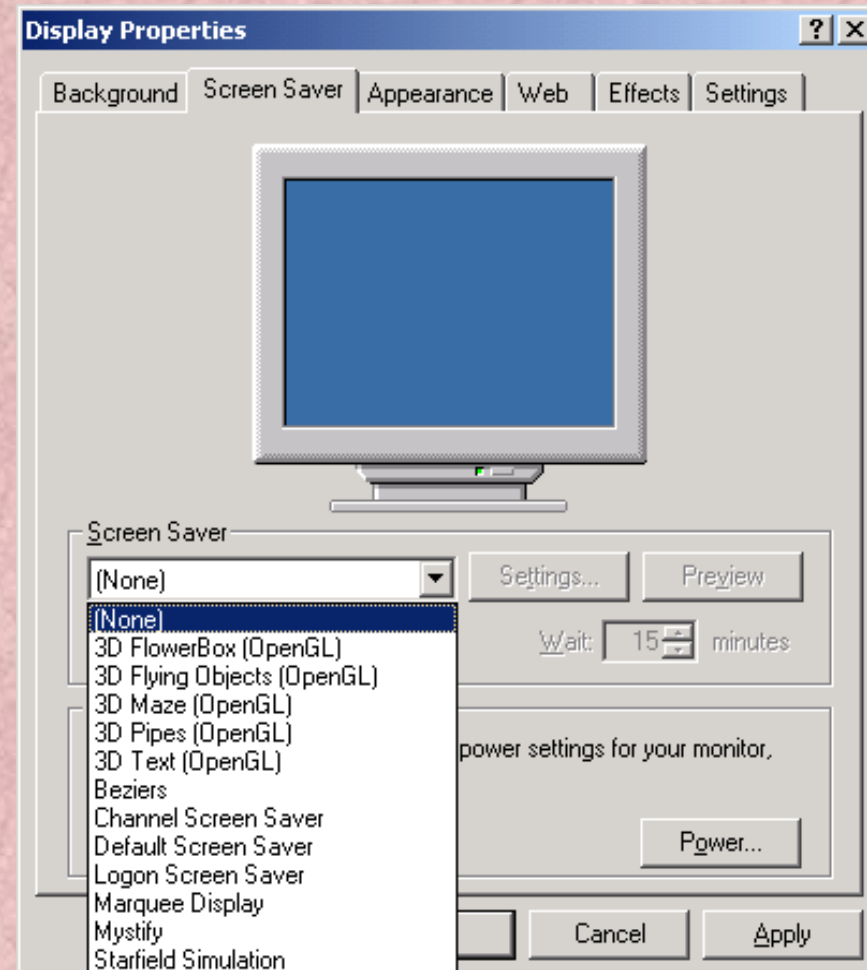 Display Properties
Background Screen Saver Appearance Web Effects Settings
Screen Saver
(None) Settings... Preview
(None)
3D FlowerBox (OpenGL)
Wait: 15 minutes
3D Flying Objects (OpenGL)
3D Maze (OpenGL)
3D Pipes (OpenGL)
power settings for your monitor,
3D Text (OpenGL)
Beziers
Channel Screen Saver
Default Screen Saver
Power...
Logon Screen Saver
Marquee Display
Mystify
Cancel Apply
Starfield Simulation